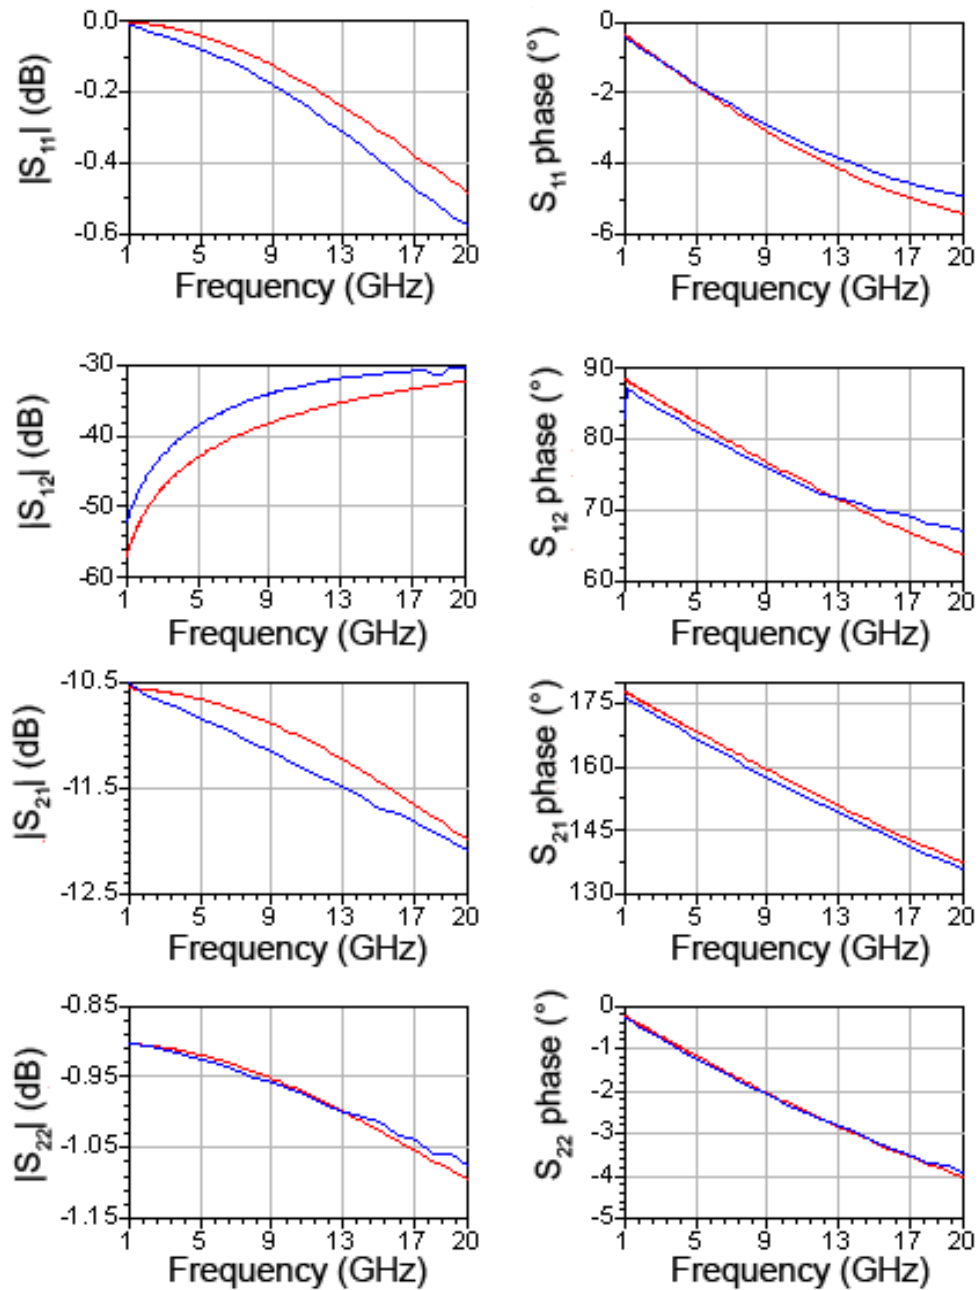 |S11| (dB)
0.0
-0.2
-0.4
-0.6
1 5 9 13 17 20
Frequency (GHz)
S11 phase (°)
0
-2
-4
-6
1 5 9 13 17 20
Frequency (GHz)
|S12| (dB)
-30
-40
-50
-60
1 5 9 13 17 20
Frequency (GHz)
S12 phase (°)
90
80
70
60
1 5 9 13 17 20
Frequency (GHz)
|S21| (dB)
-10.5
-11.5
-12.5
1 5 9 13 17 20
Frequency (GHz)
S21 phase (°)
175
160
145
130
1 5 9 13 17 20
Frequency (GHz)
|S22| (dB)
-0.85
-0.95
-1.05
-1.15
1 5 9 13 17 20
Frequency (GHz)
S22 phase (°)
0
-1
-2
-3
-4
-5
1 5 9 13 17 20
Frequency (GHz)